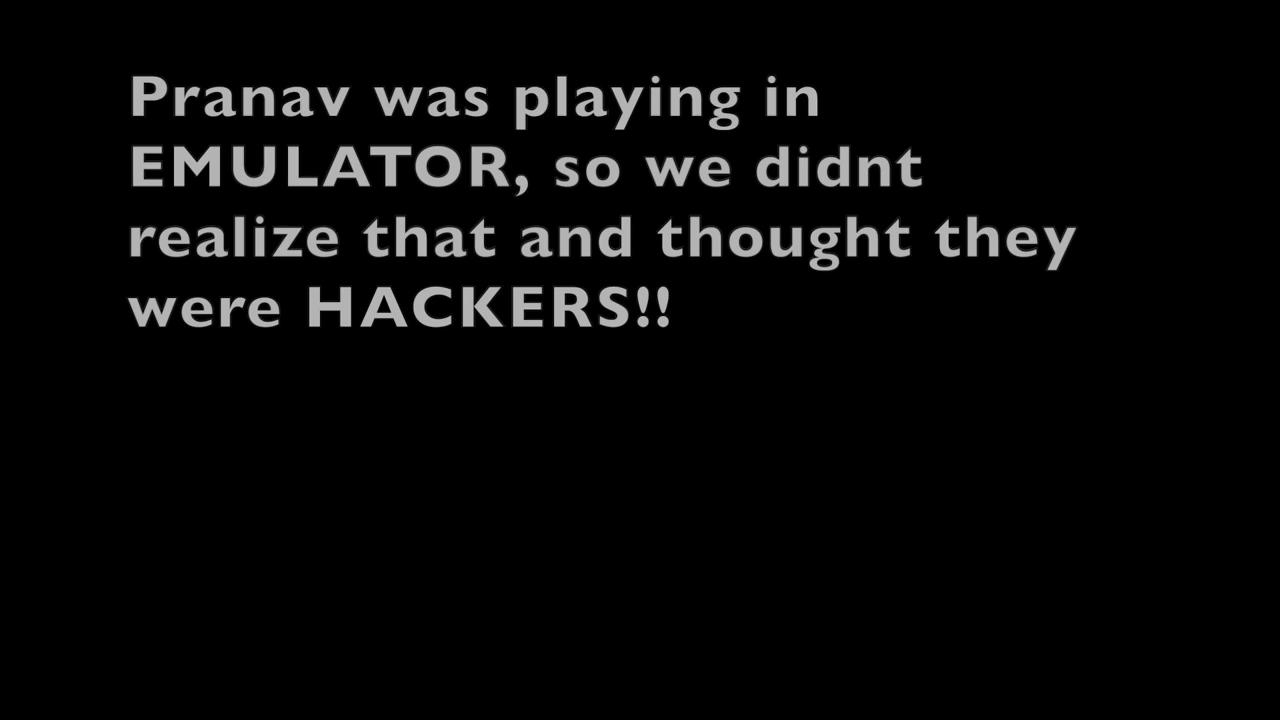 Pranav was playing in
EMULATOR, so we didnt
realize that and thought they
were HACKERS!!